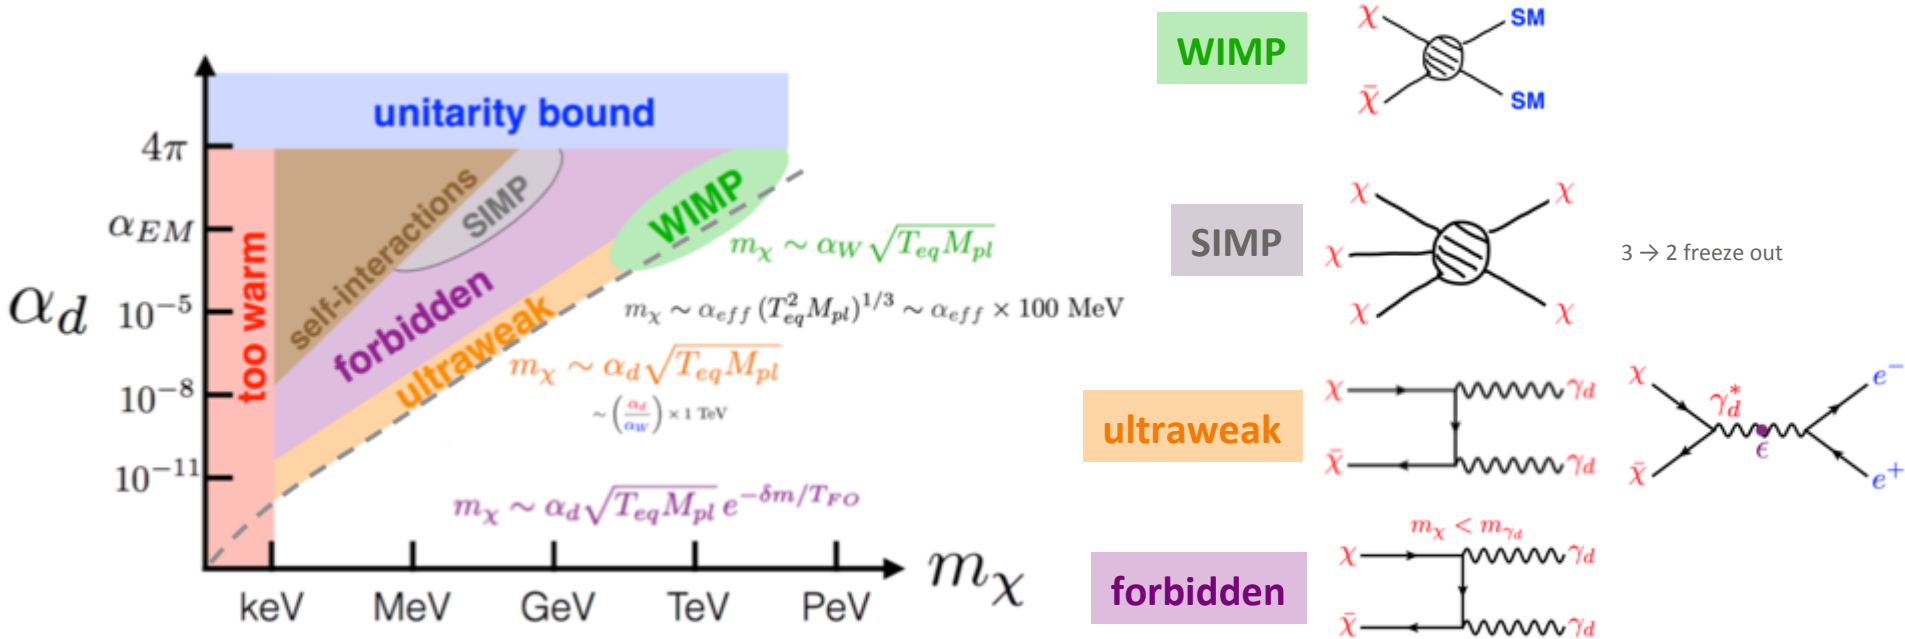 unitarity bound
4π
α_EM
α_d
10^{-5}
10^{-8}
10^{-11}
too warm
self-interactions
SIMP
forbidden
ultraweak
WIMP
m_χ ~ α_W √(T_eq M_pl)
m_χ ~ α_eff (T_eq^2 M_pl)^{1/3} ~ α_eff × 100 MeV
m_χ ~ α_d √(T_eq M_pl)
~ (α_d/α_W) × 1 TeV
m_χ ~ α_d √(T_eq M_pl) e^{-δm/T_FO}
keV MeV GeV TeV PeV
m_χ
WIMP
χ SM
χ̄ SM
SIMP
χ χ
χ
χ χ
3 → 2 freeze out
ultraweak
χ γ_d
χ̄ γ_d
χ e^-
γ_d^*
ϵ
χ̄ e^+
forbidden
m_χ < m_{γ_d}
χ γ_d
χ̄ γ_d